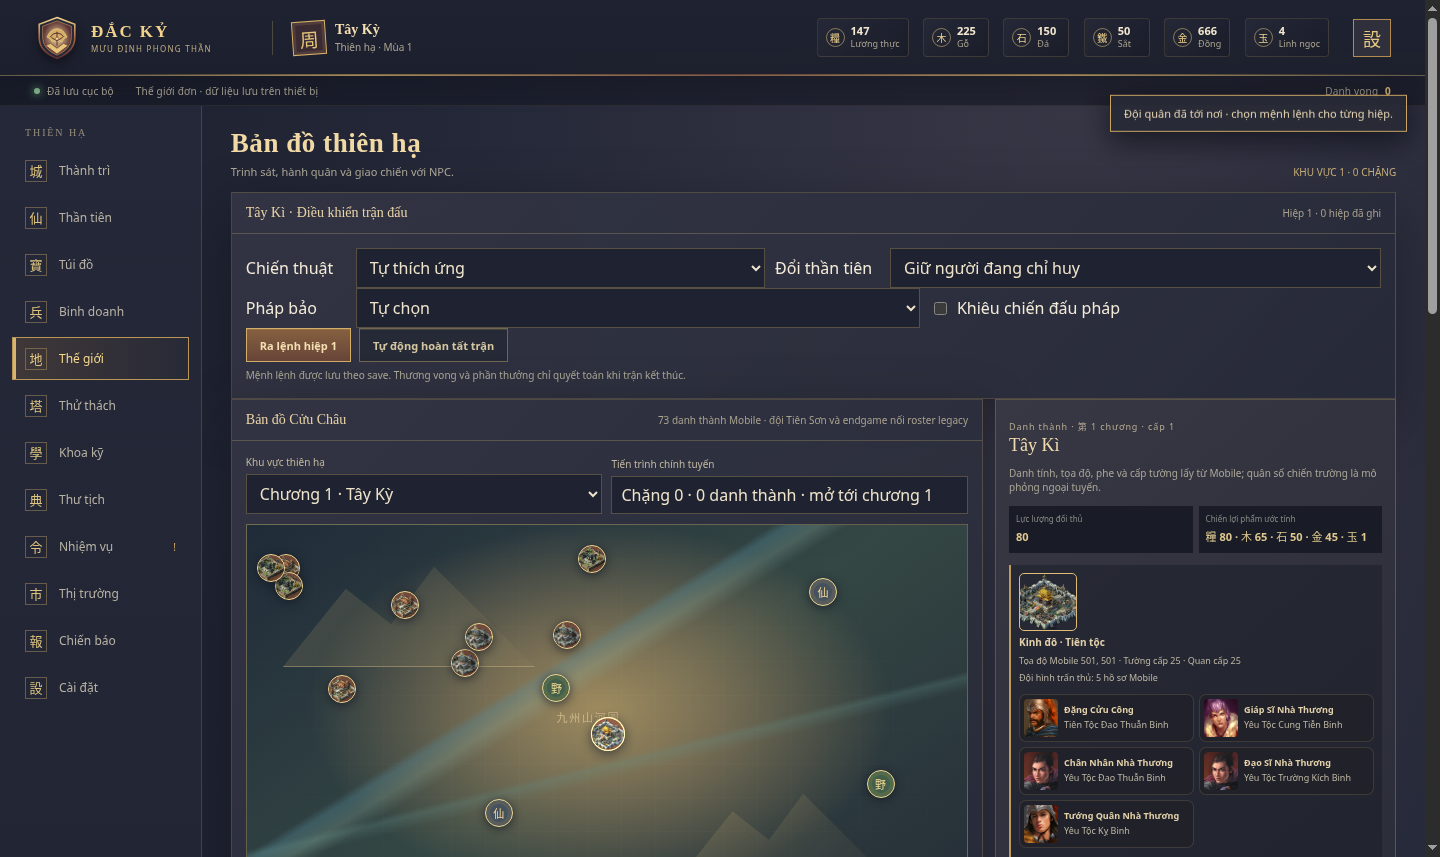 ĐẮC KỶ
MƯU ĐỊNH PHONG THẦN
周
Tây Kỳ
Thiên hạ · Mùa 1
糧 147 Lương thực
木 225 Gỗ
石 150 Đá
鐵 50 Sắt
金 666 Đồng
玉 4 Linh ngọc
設
Đã lưu cục bộ
Thế giới đơn · dữ liệu lưu trên thiết bị
Danh vọng 0
Đội quân đã tới nơi · chọn mệnh lệnh cho từng hiệp.
THIÊN HẠ
城 Thành trì
仙 Thần tiên
寶 Túi đồ
兵 Binh doanh
地 Thế giới
塔 Thử thách
學 Khoa kỹ
典 Thư tịch
令 Nhiệm vụ !
市 Thị trường
報 Chiến báo
設 Cài đặt
Bản đồ thiên hạ
Trinh sát, hành quân và giao chiến với NPC.
KHU VỰC 1 · 0 CHẶNG
Tây Kì · Điều khiển trận đấu
Hiệp 1 · 0 hiệp đã ghi
Chiến thuật
Tự thích ứng
Đổi thần tiên
Giữ người đang chỉ huy
Pháp bảo
Tự chọn
Khiêu chiến đấu pháp
Ra lệnh hiệp 1
Tự động hoàn tất trận
Mệnh lệnh được lưu theo save. Thương vong và phần thưởng chỉ quyết toán khi trận kết thúc.
Bản đồ Cửu Châu
73 danh thành Mobile · đội Tiên Sơn và endgame nối roster legacy
Khu vực thiên hạ
Chương 1 · Tây Kỳ
Tiến trình chính tuyến
Chặng 0 · 0 danh thành · mở tới chương 1
仙
野
九州山河
野
仙
Danh thành · 第 1 chương · cấp 1
Tây Kì
Danh tính, tọa độ, phe và cấp tướng lấy từ Mobile; quân số chiến trường là mô
phỏng ngoại tuyến.
Lực lượng đối thủ
80
Chiến lợi phẩm ước tính
糧 80 · 木 65 · 石 50 · 金 45 · 玉 1
Kinh đô · Tiên tộc
Tọa độ Mobile 501, 501 · Tường cấp 25 · Quan cấp 25
Đội hình trấn thủ: 5 hồ sơ Mobile
Đặng Cửu Công
Tiên Tộc Đao Thuẫn Binh
Giáp Sĩ Nhà Thương
Yêu Tộc Cung Tiễn Binh
Chân Nhân Nhà Thương
Yêu Tộc Đao Thuẫn Binh
Đạo Sĩ Nhà Thương
Yêu Tộc Trường Kích Binh
Tướng Quân Nhà Thương
Yêu Tộc Kỵ Binh